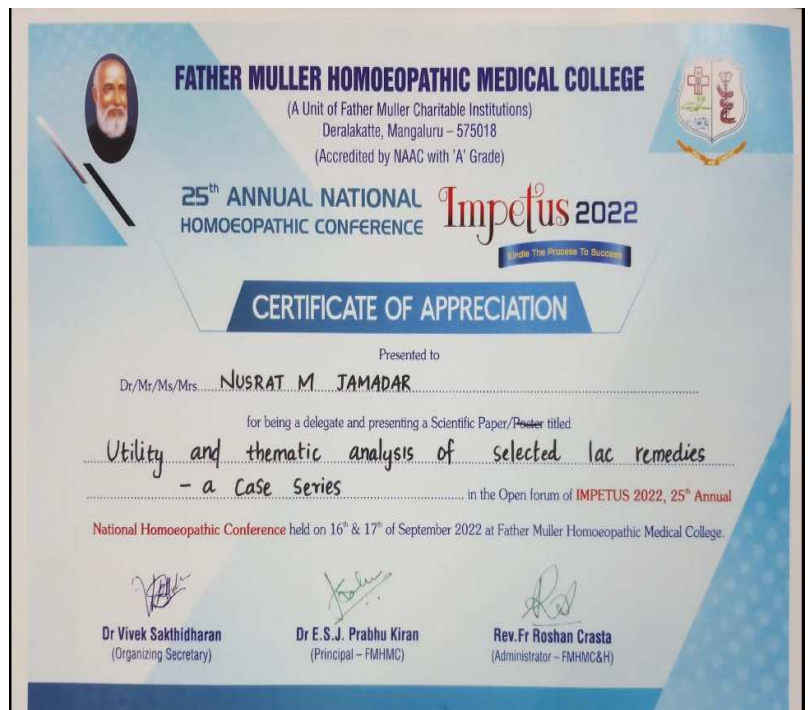 FATHER MULLER HOMOEOPATHIC MEDICAL COLLEGE
(A Unit of Father Muller Charitable Institutions)
Deralakatte, Mangaluru – 575018
(Accredited by NAAC with 'A' Grade)
25th ANNUAL NATIONAL
HOMOEOPATHIC CONFERENCE
Impetus 2022
Kindle The Process To Success
CERTIFICATE OF APPRECIATION
Presented to
Dr/Mr/Ms/Mrs. NUSRAT M JAMADAR
for being a delegate and presenting a Scientific Paper/Poster titled
Utility and thematic analysis of selected lac remedies
- a Case Series in the Open forum of IMPETUS 2022, 25th Annual
National Homoeopathic Conference held on 16th & 17th of September 2022 at Father Muller Homoeopathic Medical College.
Dr Vivek Sakthidharan
(Organizing Secretary)
Dr E.S.J. Prabhu Kiran
(Principal – FMHMC)
Rev.Fr Roshan Crasta
(Administrator – FMHMC&H)